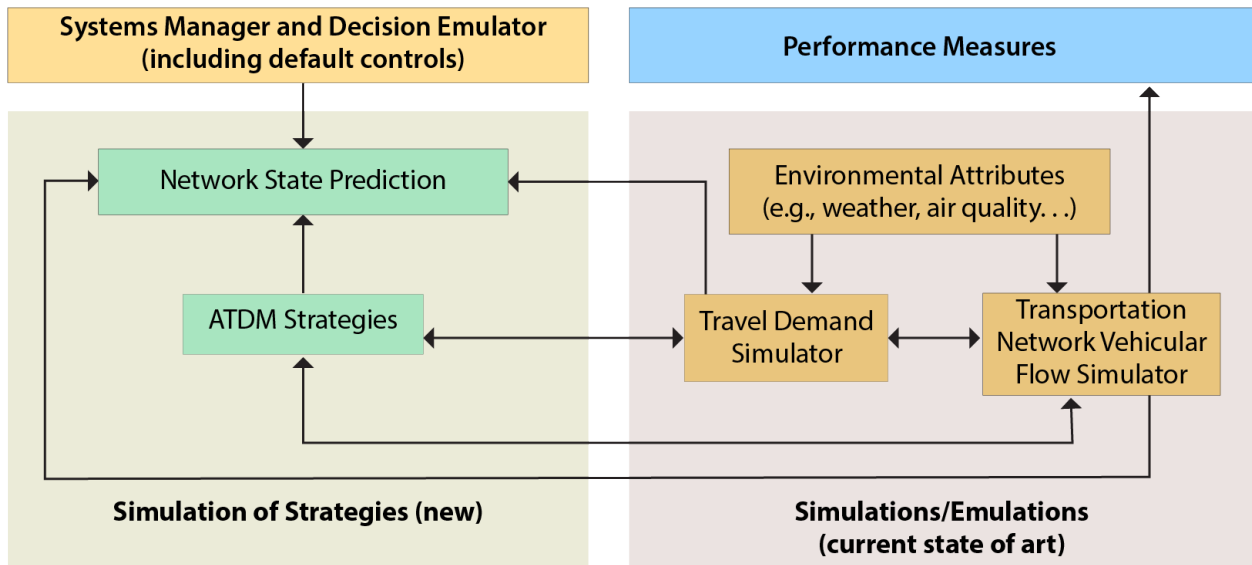 Systems Manager and Decision Emulator
(including default controls)
Performance Measures
Network State Prediction
Environmental Attributes
(e.g., weather, air quality. . .)
ATDM Strategies
Travel Demand
Simulator
Transportation
Network Vehicular
Flow Simulator
Simulation of Strategies (new)
Simulations/Emulations
(current state of art)